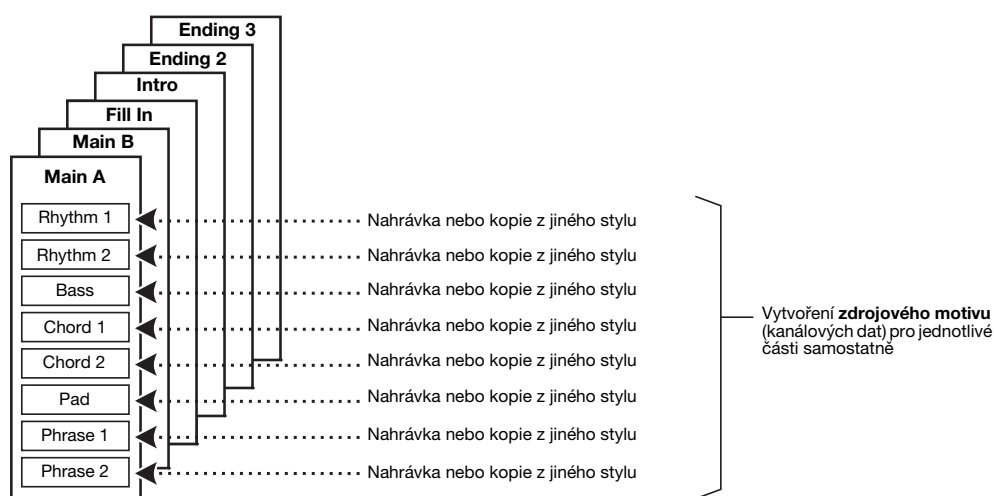 Ending 3
Ending 2
Intro
Fill In
Main B
Main A
Rhythm 1
Nahrávka nebo kopie z jiného stylu
Rhythm 2
Nahrávka nebo kopie z jiného stylu
Bass
Nahrávka nebo kopie z jiného stylu
Chord 1
Nahrávka nebo kopie z jiného stylu
Chord 2
Nahrávka nebo kopie z jiného stylu
Pad
Nahrávka nebo kopie z jiného stylu
Phrase 1
Nahrávka nebo kopie z jiného stylu
Phrase 2
Nahrávka nebo kopie z jiného stylu
Vytvoření zdrojového motivu
(kanálových dat) pro jednotlivé
části samostatně